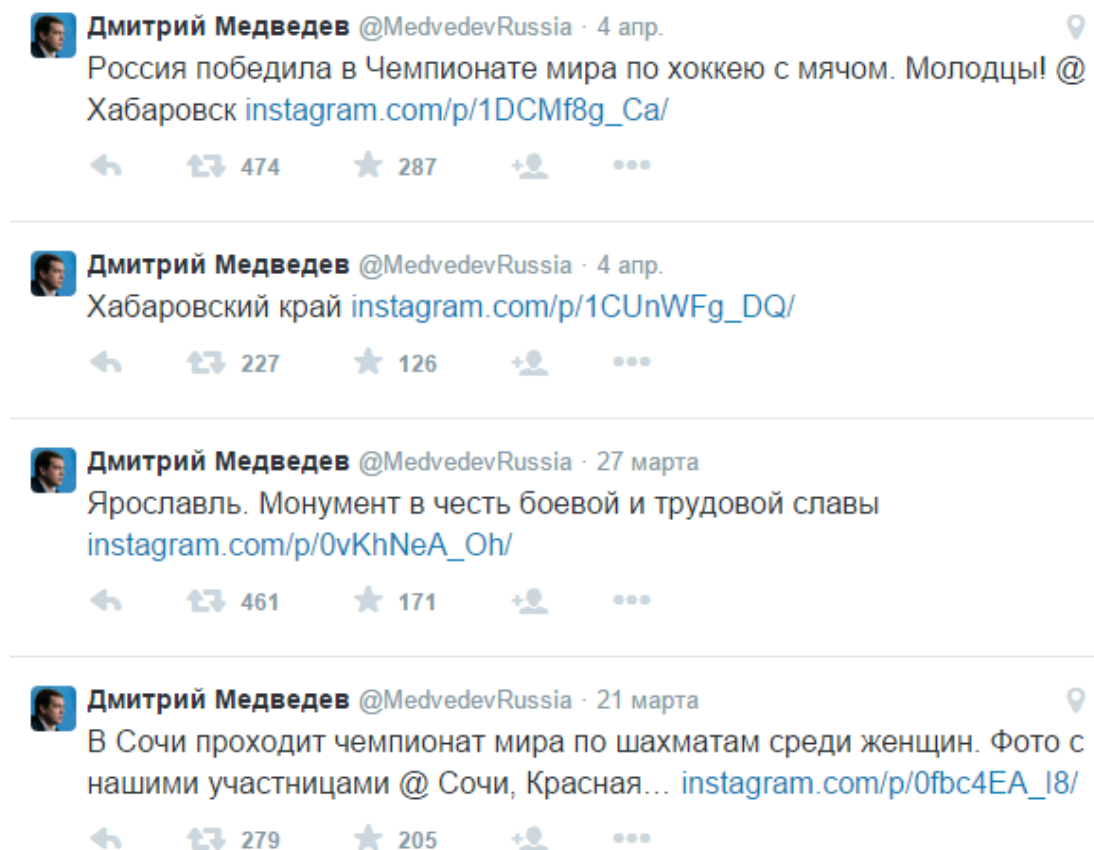 Дмитрий Медведев @MedvedevRussia · 4 апр.
Россия победила в Чемпионате мира по хоккею с мячом. Молодцы! @
Хабаровск instagram.com/p/1DCMf8g_Ca/
474 287
Дмитрий Медведев @MedvedevRussia · 4 апр.
Хабаровский край instagram.com/p/1CUnWFg_DQ/
227 126
Дмитрий Медведев @MedvedevRussia · 27 марта
Ярославль. Монумент в честь боевой и трудовой славы
instagram.com/p/0vKhNeA_Oh/
461 171
Дмитрий Медведев @MedvedevRussia · 21 марта
В Сочи проходит чемпионат мира по шахматам среди женщин. Фото с
нашими участницами @ Сочи, Красная… instagram.com/p/0fbc4EA_I8/
279 205